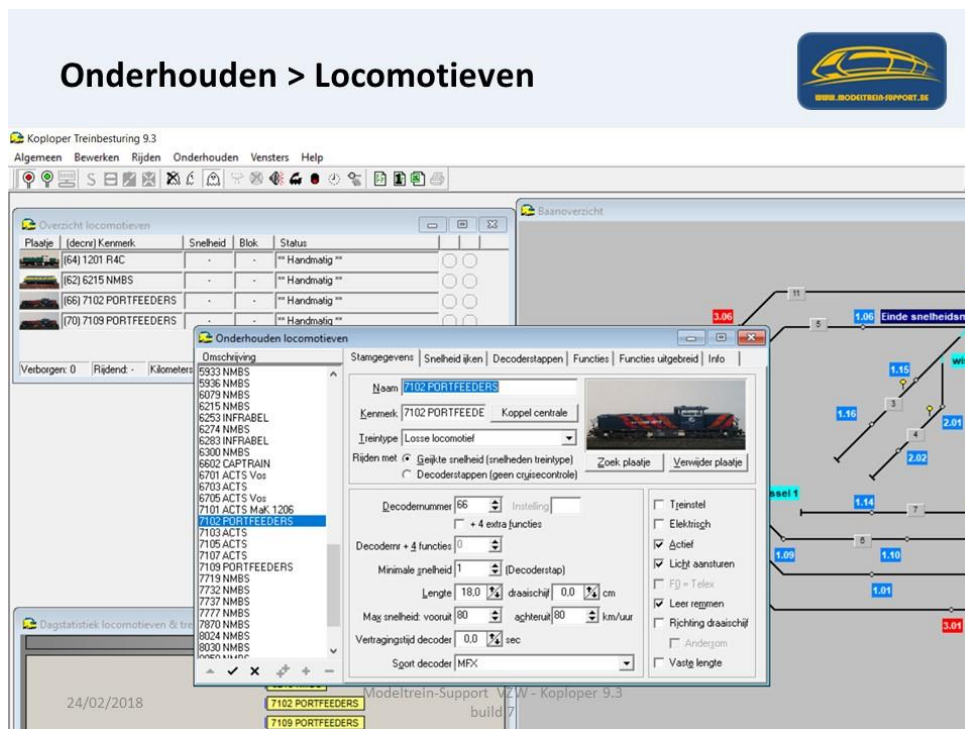 Onderhouden > Locomotieven
WWW.MODELTREIN-SUPPORT.BE
Koploper Treinbesturing 9.3
Algemeen Bewerken Rijden Onderhouden Vensters Help
Overzicht locomotieven
Plaatje (decnr) Kenmerk Snelheid Blok Status
(64) 1201 R4C - - ** Handmatig **
(62) 6215 NMBS - - ** Handmatig **
(66) 7102 PORTFEEDERS - - ** Handmatig **
(70) 7109 PORTFEEDERS - - ** Handmatig **
Verborgen: 0 Rijdend: - Kilometers
Baanoverzicht
11
3.06
5
1.06
Einde snelheidsm
1.15
1.16
3
2.01
4
2.02
ssel 1
1.14
7
6
1.09
1.10
1.01
3.01
Onderhouden locomotieven
Omschrijving
5933 NMBS
5936 NMBS
6079 NMBS
6215 NMBS
6253 INFRABEL
6274 NMBS
6283 INFRABEL
6300 NMBS
6602 CAPTRAIN
6701 ACTS Vos
6703 ACTS
6705 ACTS Vos
7101 ACTS MaK 1206
7102 PORTFEEDERS
7103 ACTS
7105 ACTS
7107 ACTS
7109 PORTFEEDERS
7719 NMBS
7732 NMBS
7737 NMBS
7777 NMBS
7870 NMBS
8024 NMBS
8030 NMBS
Stamgegevens Snelheid ijken Decoderstappen Functies Functies uitgebreid Info
Naam 7102 PORTFEEDERS
Kenmerk 7102 PORTFEEDE Koppel centrale
Treintype Losse locomotief
Rijden met Geijkte snelheid (snelheden treintype)
Decoderstappen (geen cruisecontrole)
Zoek plaatje Verwijder plaatje
Decodernummer 66 Instelling
+ 4 extra functies
Decodernr + 4 functies 0
Minimale snelheid 1 (Decoderstap)
Lengte 18,0 draaischijf 0,0 cm
Max snelheid: vooruit 80 achteruit 80 km/uur
Vertragingstijd decoder 0,0 sec
Soort decoder MFX
Treinstel
Elektrisch
Actief
Licht aansturen
F0 = Telex
Leer remmen
Richting draaischijf
Andersom
Vaste lengte
Dagstatistiek locomotieven & tre
7102 PORTFEEDERS
7109 PORTFEEDERS
24/02/2018
Modeltrein-Support VZW - Koploper 9.3
build 7